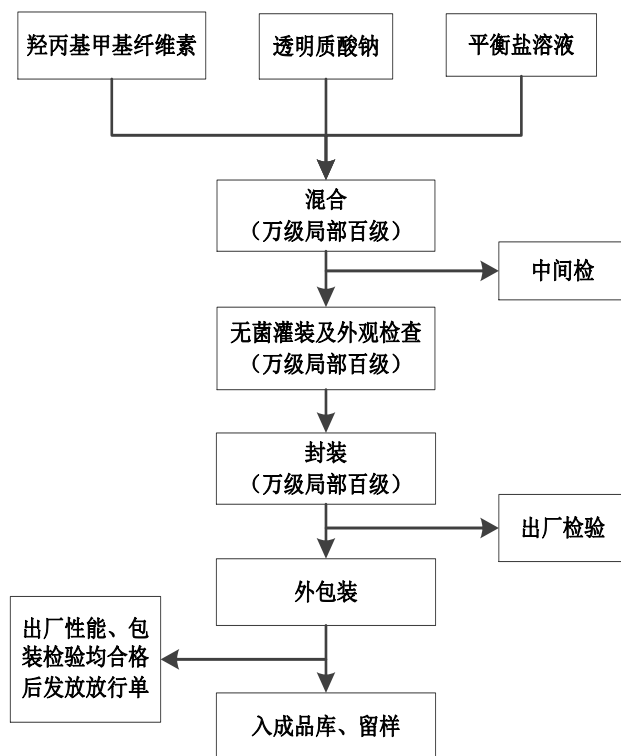 羟丙基甲基纤维素
透明质酸钠
平衡盐溶液
混合
（万级局部百级）
中间检
无菌灌装及外观检查
（万级局部百级）
封装
（万级局部百级）
出厂检验
外包装
出厂性能、包
装检验均合格
后发放放行单
入成品库、留样